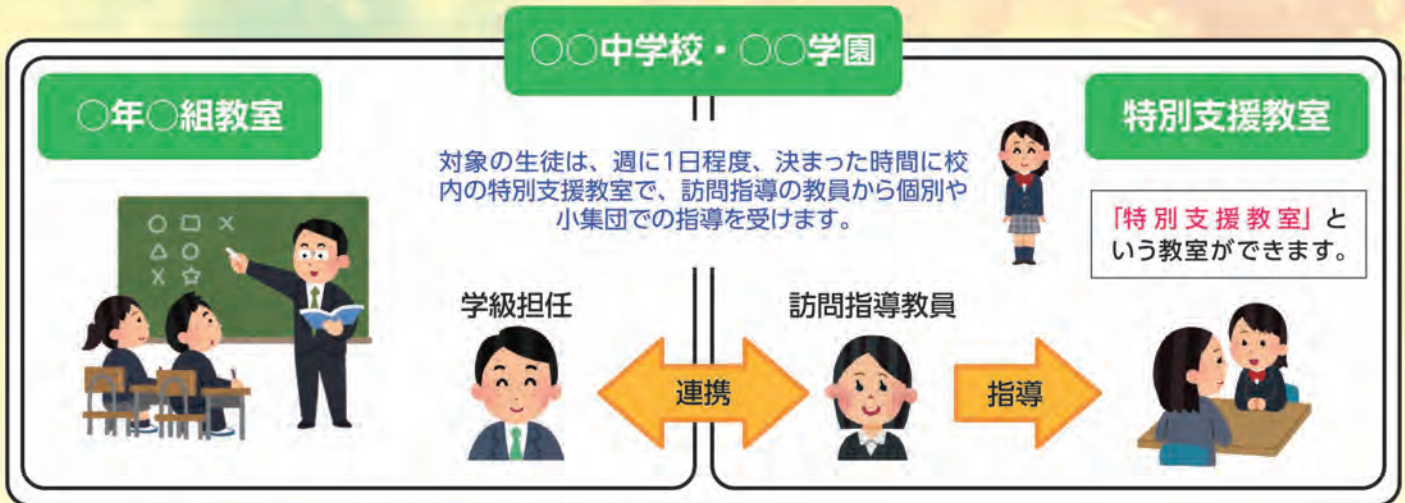 ○○中学校・○○学園
○年○組教室
特別支援教室
対象の生徒は、週に1日程度、決まった時間に校
内の特別支援教室で、訪問指導の教員から個別や
小集団での指導を受けます。
「特別支援教室」と
いう教室ができます。
学級担任
訪問指導教員
連携
指導